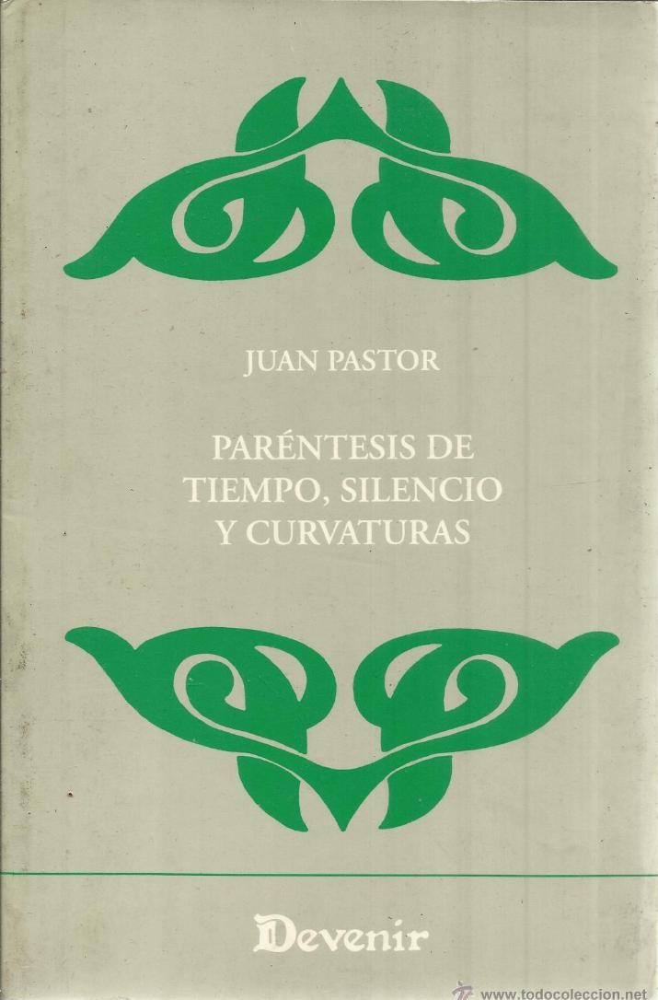 JUAN PASTOR
PARÉNTESIS DE
TIEMPO, SILENCIO
Y CURVATURAS
Devenir
www.todocoleccion.net